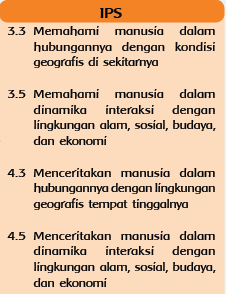 IPS
3.3 Memahami manusia dalam
hubungannya dengan kondisi
geografis di sekitarnya
3.5 Memahami manusia dalam
dinamika interaksi dengan
lingkungan alam, sosial, budaya,
dan ekonomi
4.3 Menceritakan manusia dalam
hubungannya dengan lingkungan
geografis tempat tinggalnya
4.5 Menceritakan manusia dalam
dinamika interaksi dengan
lingkungan alam, sosial, budaya,
dan ekonomi